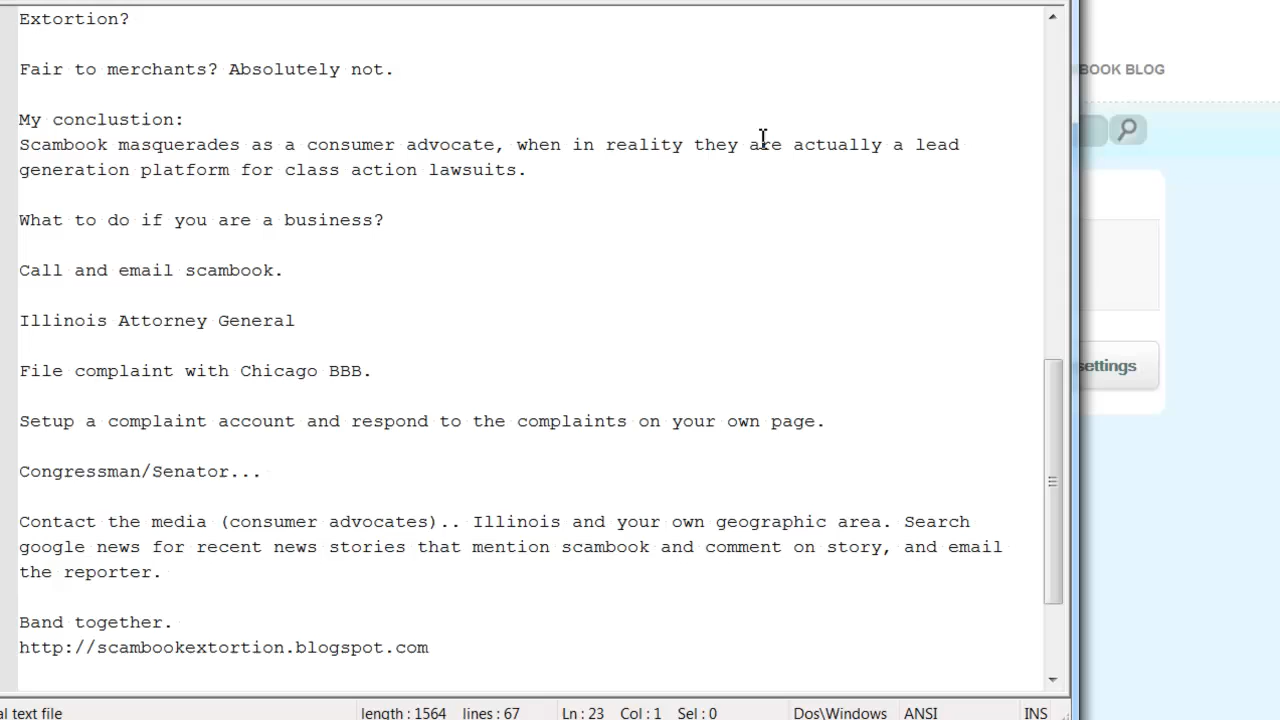 Extortion?
Fair to merchants? Absolutely not.
My conclustion:
Scambook masquerades as a consumer advocate, when in reality they are actually a lead
generation platform for class action lawsuits.
What to do if you are a business?
Call and email scambook.
Illinois Attorney General
File complaint with Chicago BBB.
Setup a complaint account and respond to the complaints on your own page.
Congressman/Senator...
Contact the media (consumer advocates).. Illinois and your own geographic area. Search
google news for recent news stories that mention scambook and comment on story, and email
the reporter.
Band together.
http://scambookextortion.blogspot.com
BOOK BLOG
settings
al text file length : 1564 lines : 67 Ln : 23 Col : 1 Sel : 0 Dos\Windows ANSI INS